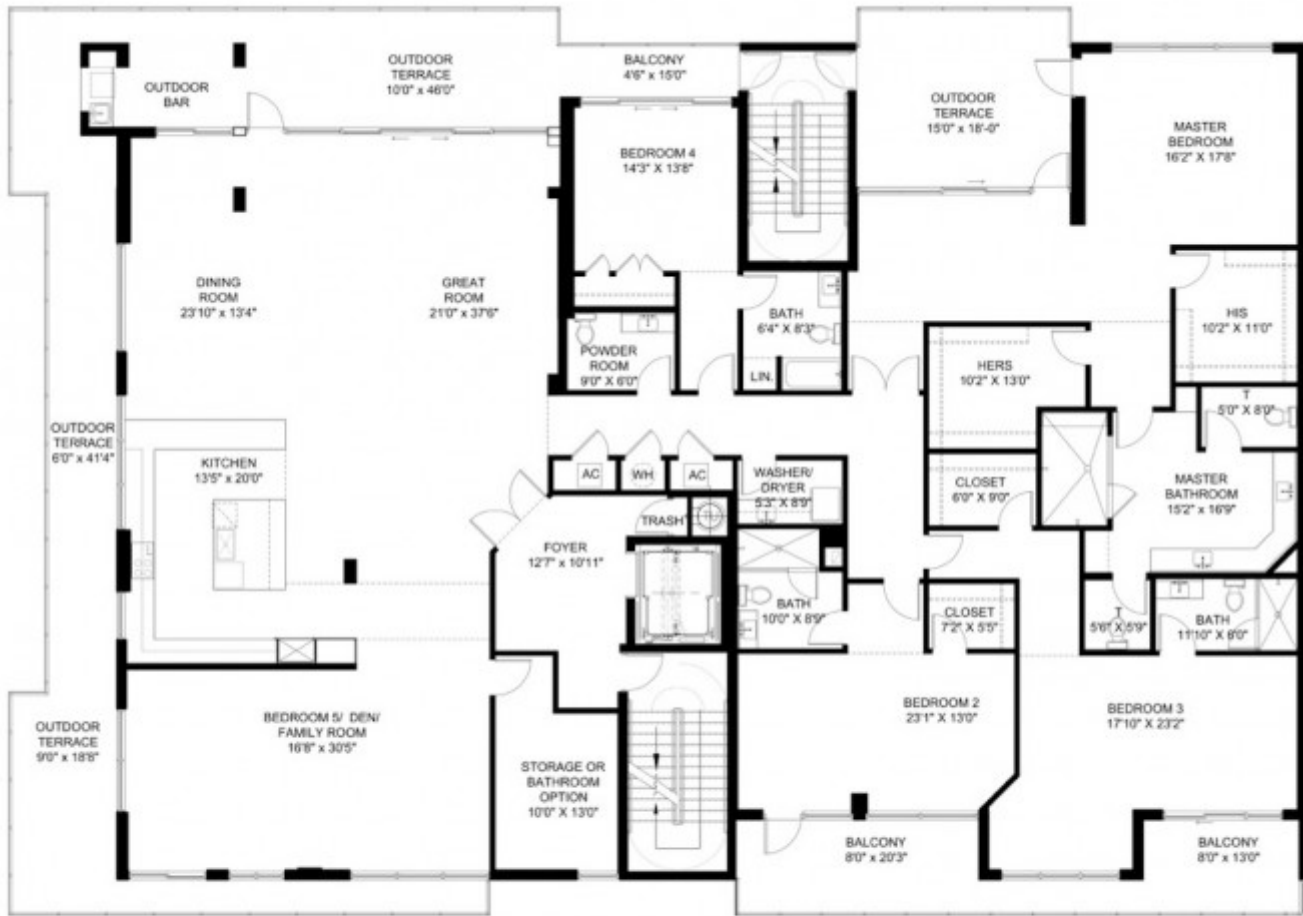 OUTDOOR
BAR
OUTDOOR
TERRACE
10'0" x 46'0"
BALCONY
4'6" x 15'0"
OUTDOOR
TERRACE
15'0" x 18'-0"
MASTER
BEDROOM
16'2" X 17'8"
BEDROOM 4
14'3" X 13'8"
DINING
ROOM
23'10" x 13'4"
GREAT
ROOM
21'0" x 37'6"
BATH
6'4" x 8'3"
LIN.
POWDER
ROOM
9'0" X 6'0"
HIS
10'2" X 11'0"
HERS
10'2" X 13'0"
T
5'0" X 8'0"
OUTDOOR
TERRACE
6'0" x 41'4"
KITCHEN
13'5" x 20'0"
AC
WH
AC
WASHER/
DRYER
5'3" X 8'9"
CLOSET
6'0" X 9'0"
MASTER
BATHROOM
15'2" x 16'9"
TRASH
FOYER
12'7" x 10'11"
BATH
10'0" X 8'9"
CLOSET
7'2" X 5'5"
T
5'6" X 5'9"
BATH
11'10" X 6'0"
OUTDOOR
TERRACE
9'0" x 18'8"
BEDROOM 5/ DEN/
FAMILY ROOM
16'8" x 30'5"
STORAGE OR
BATHROOM
OPTION
10'0" X 13'0"
BEDROOM 2
23'1" X 13'0"
BEDROOM 3
17'10" X 23'2"
BALCONY
8'0" x 20'3"
BALCONY
8'0" x 13'0"